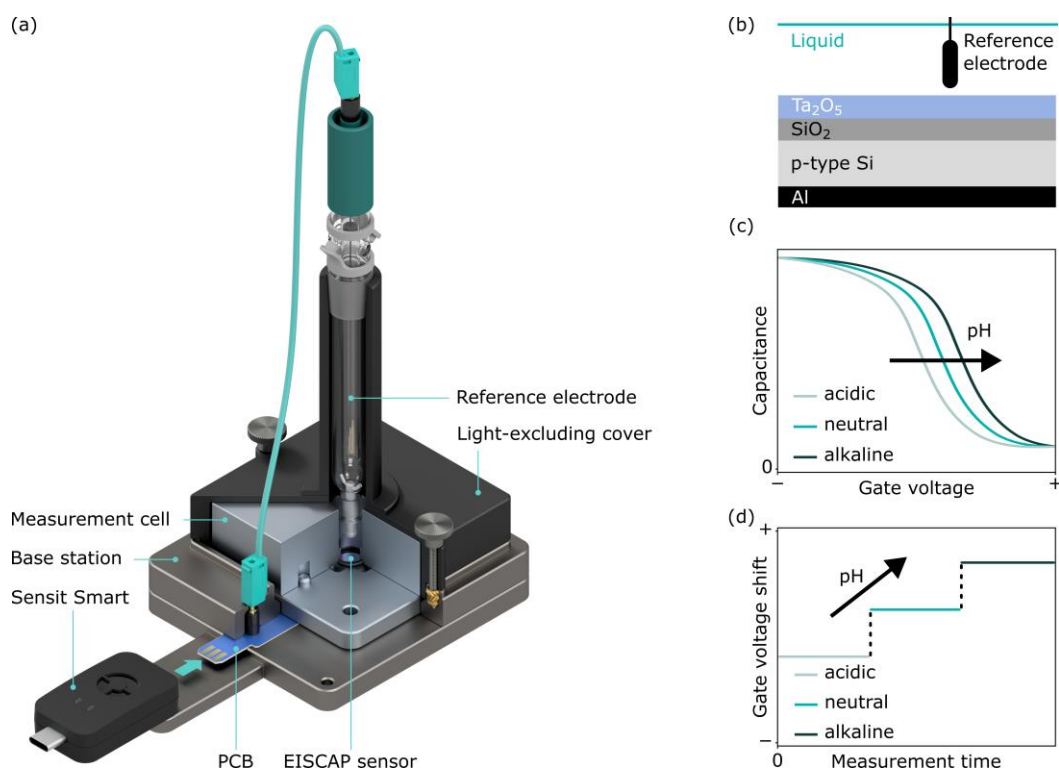 (a)
Reference electrode
Light-excluding cover
Measurement cell
Base station
Sensit Smart
PCB
EISCAP sensor
(b)
Liquid
Reference
electrode
Ta₂O₅
SiO₂
p-type Si
Al
(c)
Capacitance
pH
acidic
neutral
alkaline
0
−
Gate voltage
+
(d)
+
Gate voltage shift
pH
acidic
neutral
alkaline
−
0
Measurement time